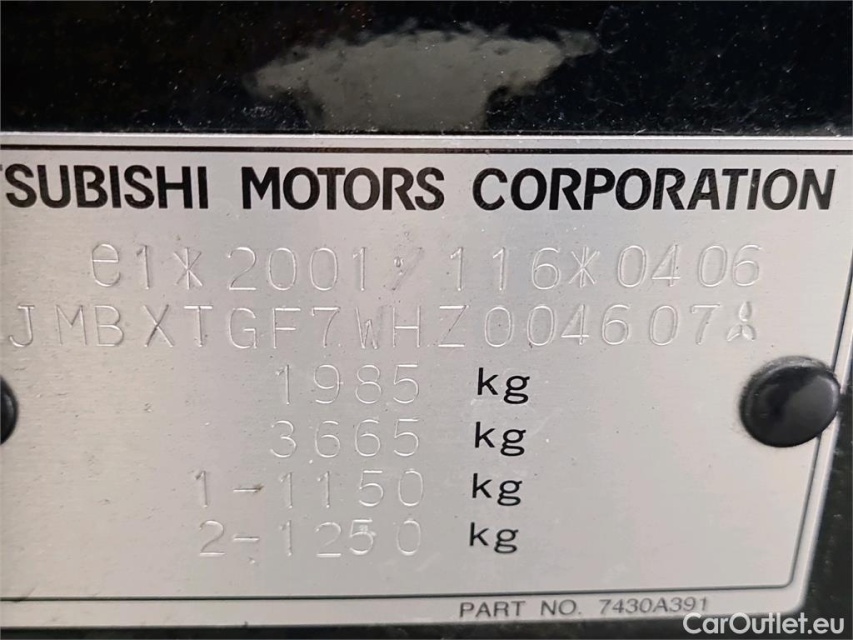 TSUBISHI MOTORS CORPORATION
e1*2001/116*0406
JMBXTGF7WHZ004607
1985 kg
3665 kg
1-1150 kg
2-1250 kg
PART NO. 7430A391
CarOutlet.eu